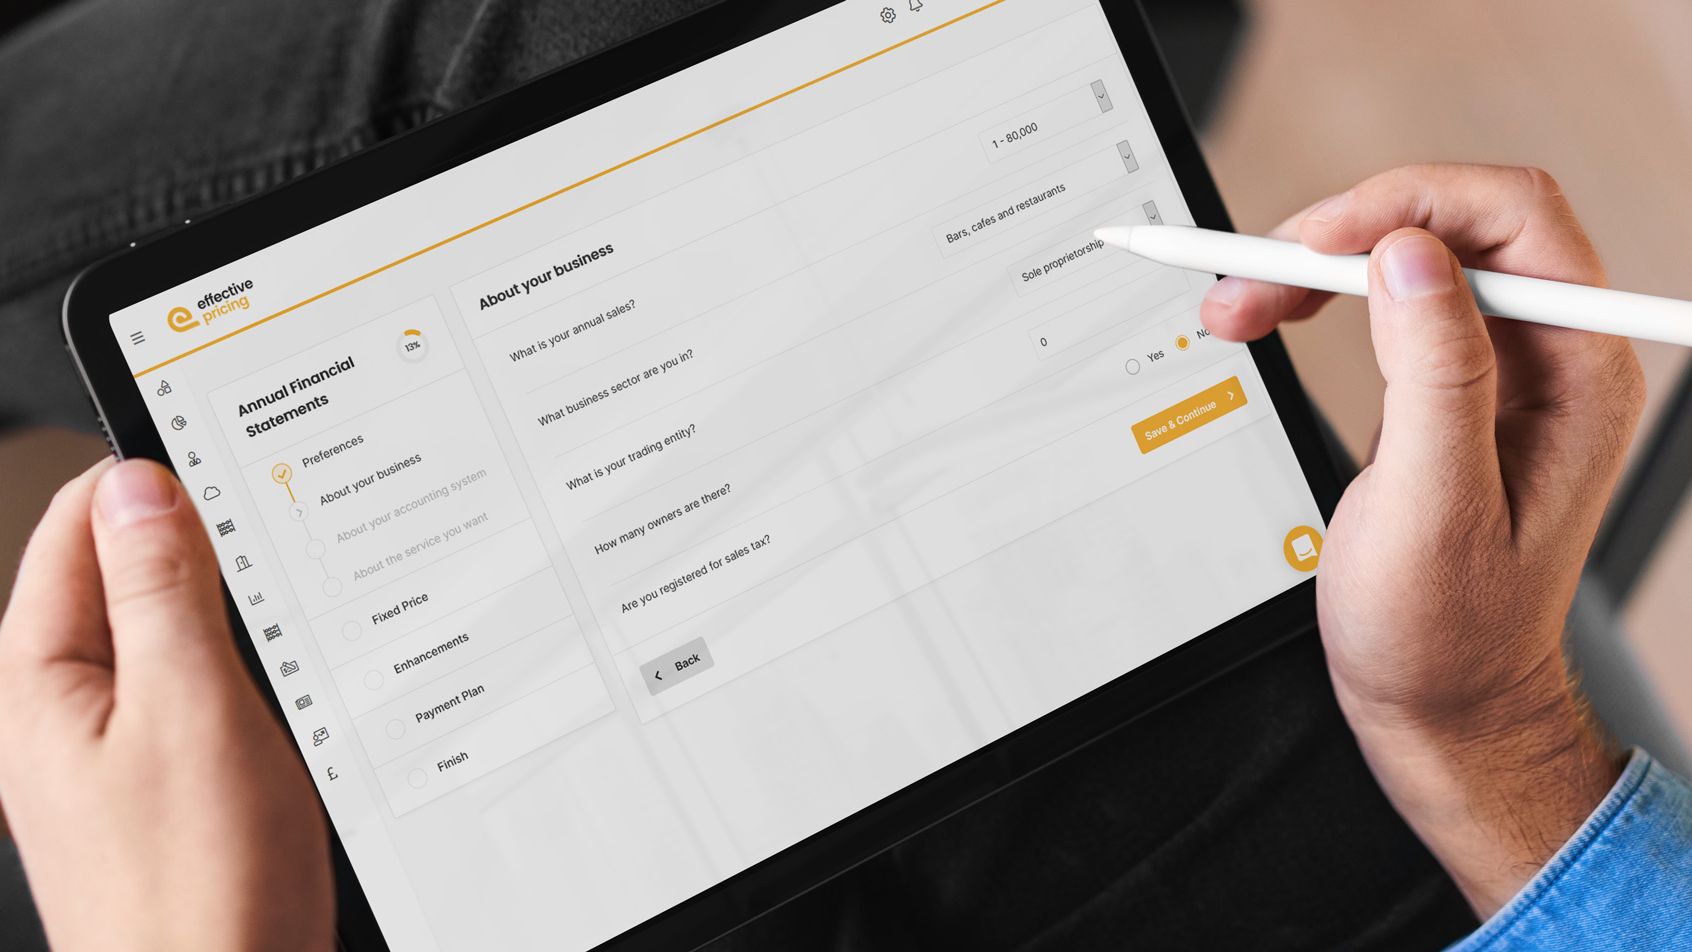 effective
pricing
Annual Financial
Statements
13%
Preferences
About your business
About your accounting system
About the service you want
Fixed Price
Enhancements
Payment Plan
Finish
About your business
What is your annual sales?
1 - 80,000
What business sector are you in?
Bars, cafes and restaurants
What is your trading entity?
Sole proprietorship
How many owners are there?
0
Are you registered for sales tax?
Yes
No
Back
Save & Continue
£